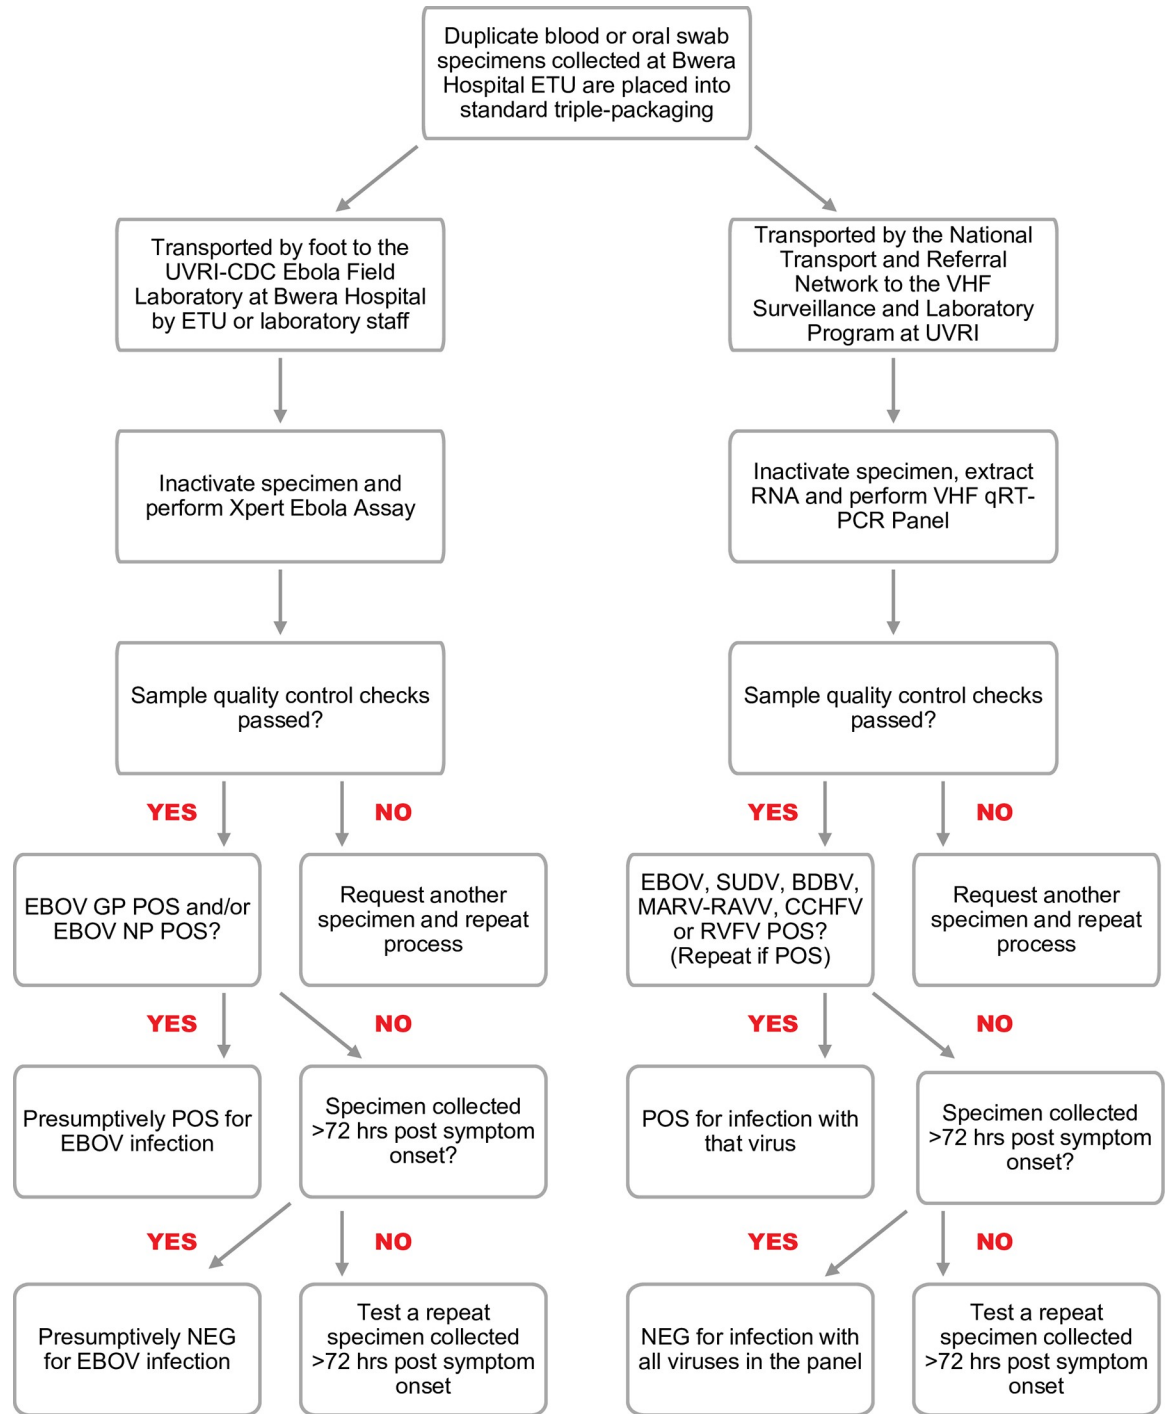 Duplicate blood or oral swab
specimens collected at Bwera
Hospital ETU are placed into
standard triple-packaging
Transported by foot to the
UVRI-CDC Ebola Field
Laboratory at Bwera Hospital
by ETU or laboratory staff
Transported by the National
Transport and Referral
Network to the VHF
Surveillance and Laboratory
Program at UVRI
Inactivate specimen and
perform Xpert Ebola Assay
Inactivate specimen, extract
RNA and perform VHF qRT-
PCR Panel
Sample quality control checks
passed?
Sample quality control checks
passed?
YES
NO
YES
NO
EBOV GP POS and/or
EBOV NP POS?
Request another
specimen and repeat
process
EBOV, SUDV, BDBV,
MARV-RAVV, CCHFV
or RVFV POS?
(Repeat if POS)
Request another
specimen and repeat
process
YES
NO
YES
NO
Presumptively POS for
EBOV infection
Specimen collected
>72 hrs post symptom
onset?
POS for infection with
that virus
Specimen collected
>72 hrs post symptom
onset?
YES
NO
YES
NO
Presumptively NEG
for EBOV infection
Test a repeat
specimen collected
>72 hrs post symptom
onset
NEG for infection with
all viruses in the panel
Test a repeat
specimen collected
>72 hrs post symptom
onset